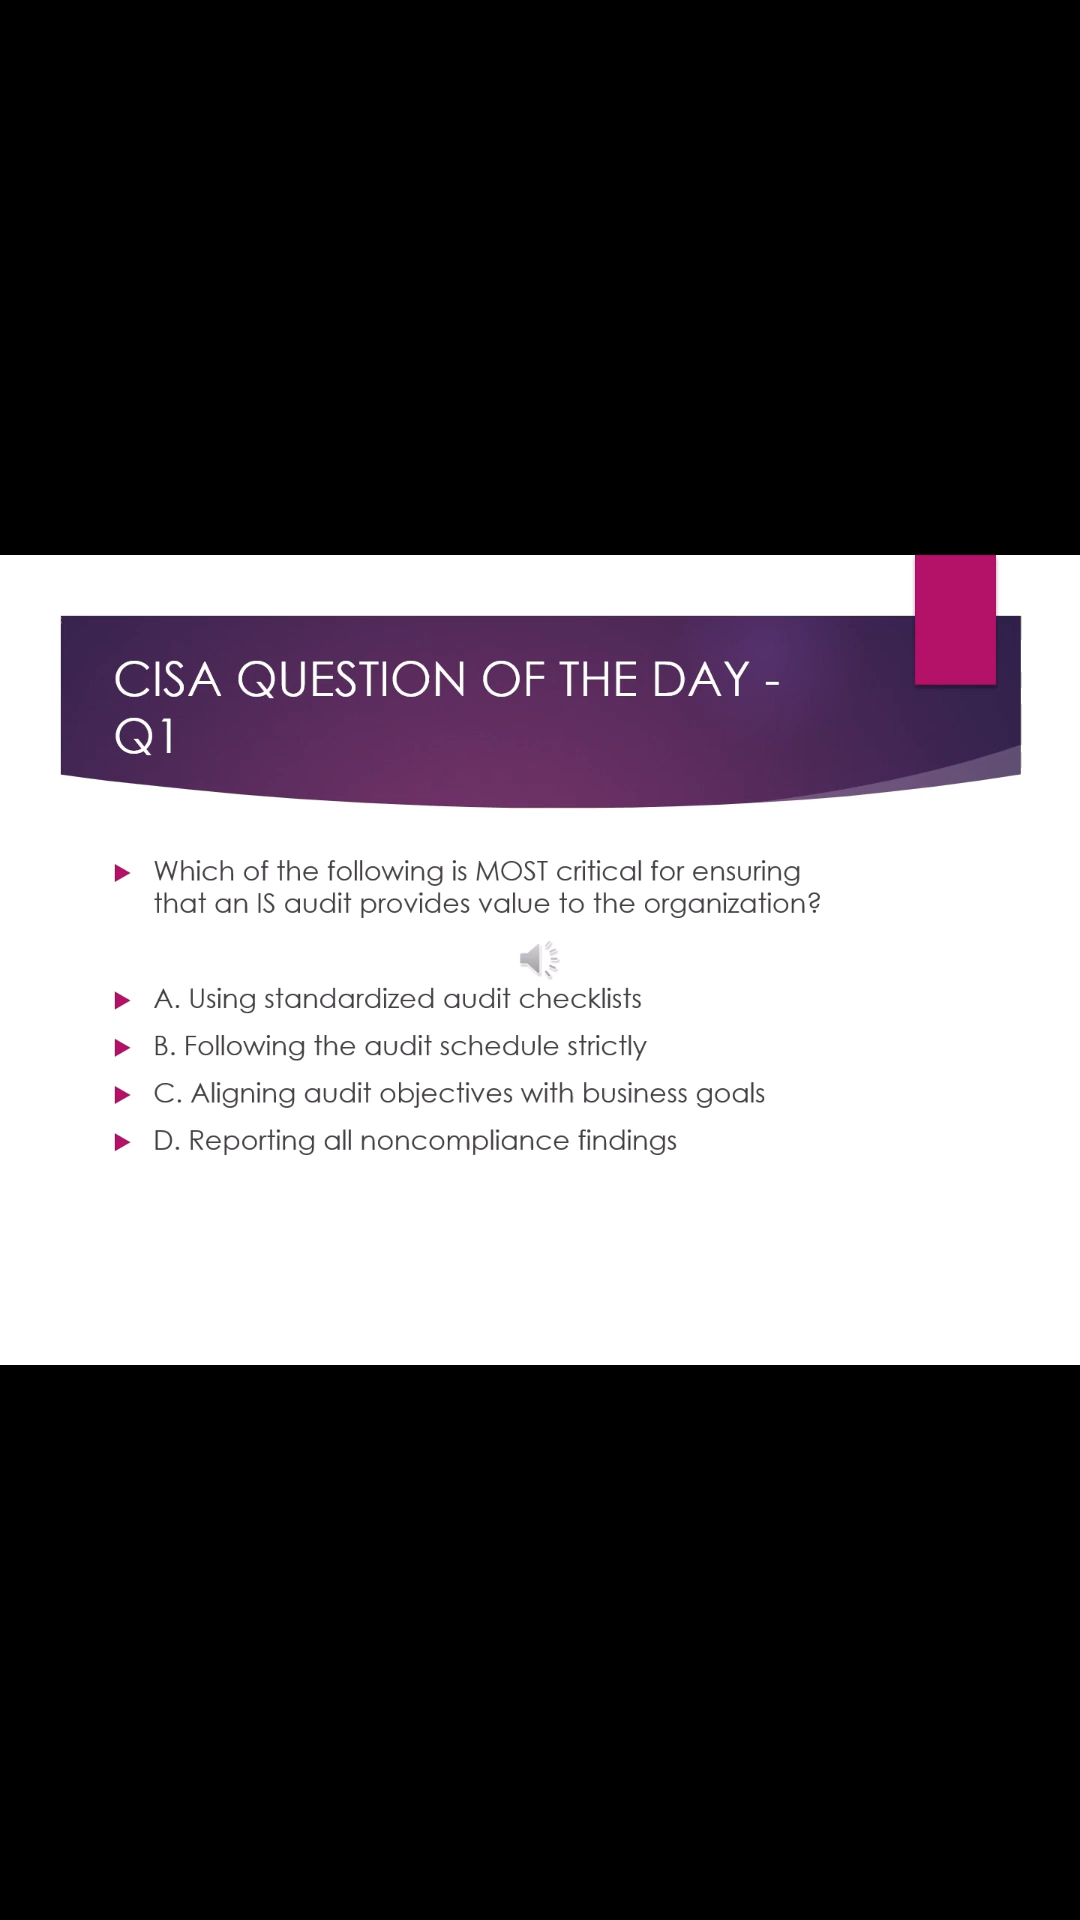 CISA QUESTION OF THE DAY -
Q1
Which of the following is MOST critical for ensuring
that an IS audit provides value to the organization?
A. Using standardized audit checklists
B. Following the audit schedule strictly
C. Aligning audit objectives with business goals
D. Reporting all noncompliance findings